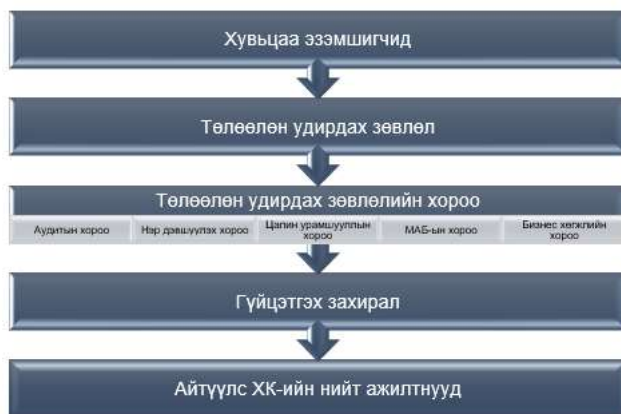 Хувьцаа эзэмшигчид
Төлөөлөн удирдах зөвлөл
Төлөөлөн удирдах зөвлөлийн хороо
Аудитын хороо
Нэр дэвшүүлэх хороо
Цалин урамшууллын
хороо
МАБ-ын хороо
Бизнес хөгжлийн
хороо
Гүйцэтгэх захирал
Айтүүлс ХК-ийн нийт ажилтнууд